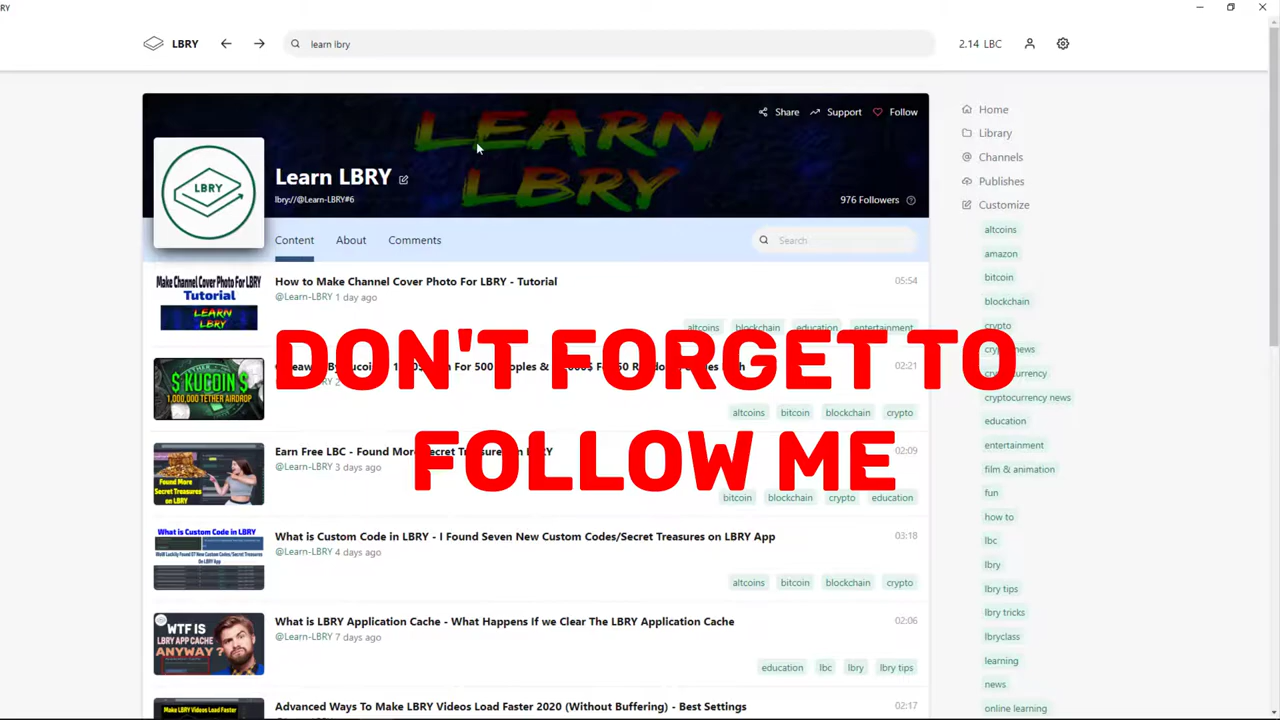 RY
LBRY
learn lbry
2.14 LBC
LEARN
LBRY
Share
Support
Follow
LBRY
Learn LBRY
lbry://@Learn-LBRY#6
976 Followers
Content
About
Comments
Search
Make Channel Cover Photo For LBRY
Tutorial
LEARN
LBRY
How to Make Channel Cover Photo For LBRY - Tutorial
05:54
@Learn-LBRY 1 day ago
altcoins
blockchain
education
entertainment
DON'T FORGET TO
FOLLOW ME
$ KUCOIN $
1,000,000 TETHER AIRDROP
02:21
altcoins
bitcoin
blockchain
crypto
Found More
Secret Treasures
on LBRY
Earn Free LBC - Found More Secret Treasures on LBRY
02:09
@Learn-LBRY 3 days ago
bitcoin
blockchain
crypto
education
What is Custom Code in LBRY
What is Custom Code in LBRY - I Found Seven New Custom Codes/Secret Treasures on LBRY App
03:18
@Learn-LBRY 4 days ago
altcoins
bitcoin
blockchain
crypto
WTF IS
LBRY APP CACHE
ANYWAY ?
What is LBRY Application Cache - What Happens If we Clear The LBRY Application Cache
02:06
@Learn-LBRY 7 days ago
education
lbc
lbry
lbry tips
Make LBRY Videos Load Faster
Advanced Ways To Make LBRY Videos Load Faster 2020 (Without Buffering) - Best Settings
02:17
Home
Library
Channels
Publishes
Customize
altcoins
amazon
bitcoin
blockchain
crypto
crypto news
cryptocurrency
cryptocurrency news
education
entertainment
film & animation
fun
how to
lbc
lbry
lbry tips
lbry tricks
lbryclass
learning
news
online learning